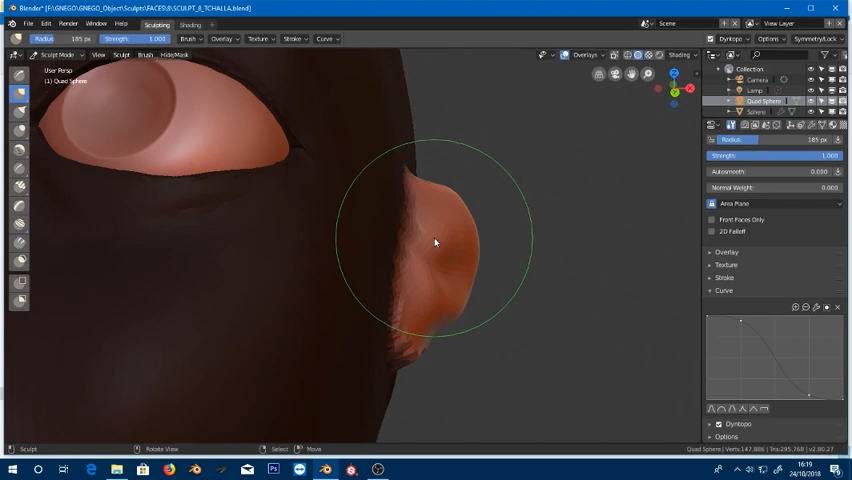 Blender* [F:\GNEGO\GNEGO_Object\Sculpts\FACES\8\SCULPT_8_TCHALLA.blend]
File Edit Render Window Help Sculpting Shading Scene View Layer
Radius 185 px Strength 1.000 Brush Overlay Texture Stroke Curve Dyntopo Options Symmetry/Lock
Sculpt Mode View Sculpt Brush Hide/Mask Overlays Shading
User Persp
(1) Quad Sphere
Collection
Camera
Lamp
Quad Sphere
Sphere
Radius 185 px
Strength: 1.000
Autosmooth: 0.000
Normal Weight: 0.000
Area Plane
Front Faces Only
2D Falloff
Overlay
Texture
Stroke
Curve
Dyntopo
Options
Sculpt Rotate View Select Move Quad Sphere | Verts:147,886 | Tris:295,768 | v2.80.27
16:19
24/10/2018